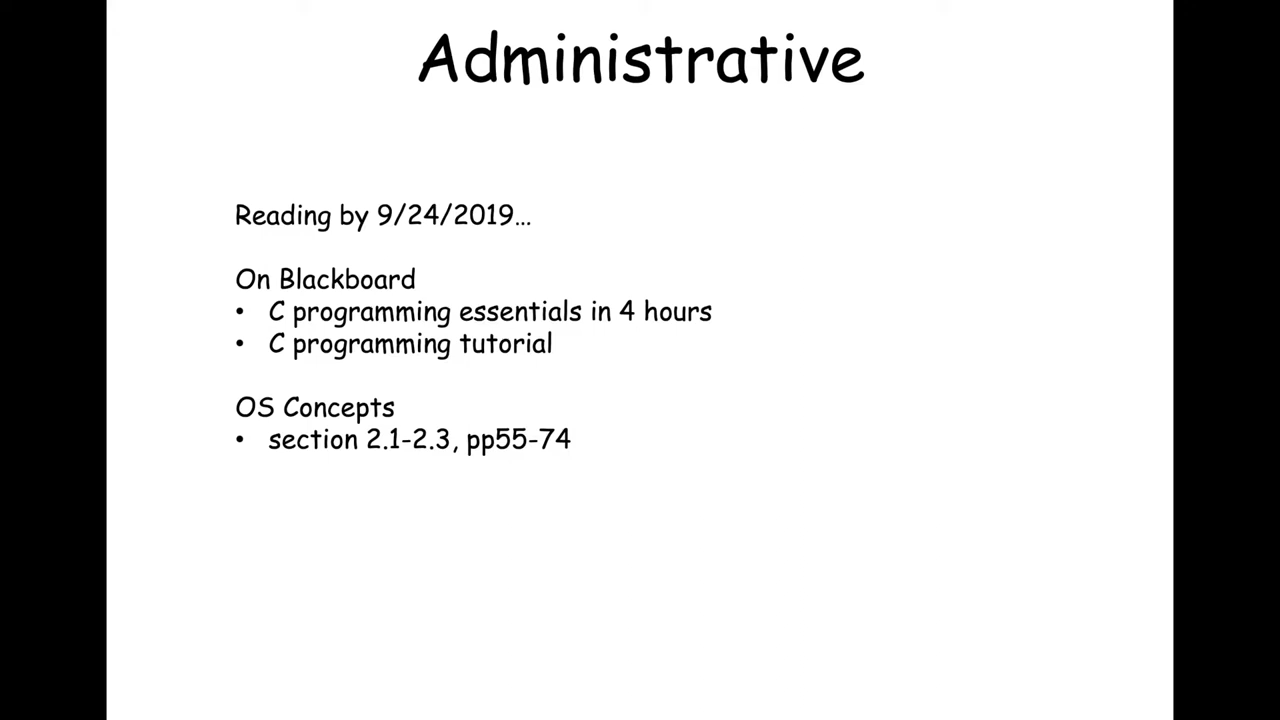 Administrative
Reading by 9/24/2019...
On Blackboard
• C programming essentials in 4 hours
• C programming tutorial
OS Concepts
• section 2.1-2.3, pp55-74